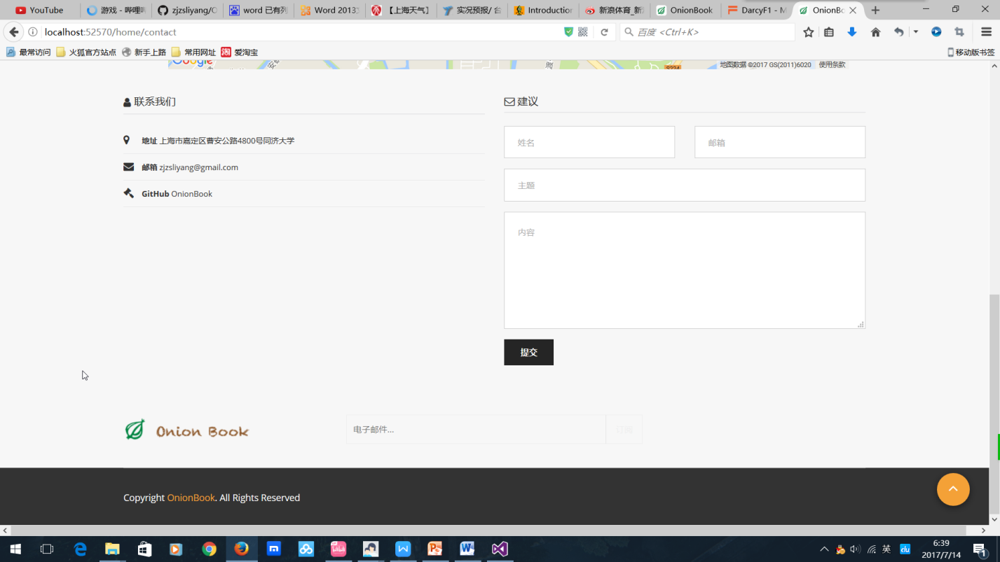 YouTube
游戏 - 哔哩
zjzsliyang/O
word 已有列
Word 2013
【上海天气】
实况预报/ 台
Introduction
新浪体育_新
OnionBook
DarcyF1 - M
OnionBo
localhost:52570/home/contact
百度 <Ctrl+K>
最常访问
火狐官方站点
新手上路
常用网址
爱淘宝
移动版书签
Google
S224
地图数据 ©2017 GS(2011)6020
使用条款
联系我们
地址 上海市嘉定区曹安公路4800号同济大学
邮箱 zjzsliyang@gmail.com
GitHub OnionBook
建议
姓名
邮箱
主题
内容
提交
Onion Book
电子邮件...
订阅
Copyright OnionBook. All Rights Reserved
英
6:39
2017/7/14
1